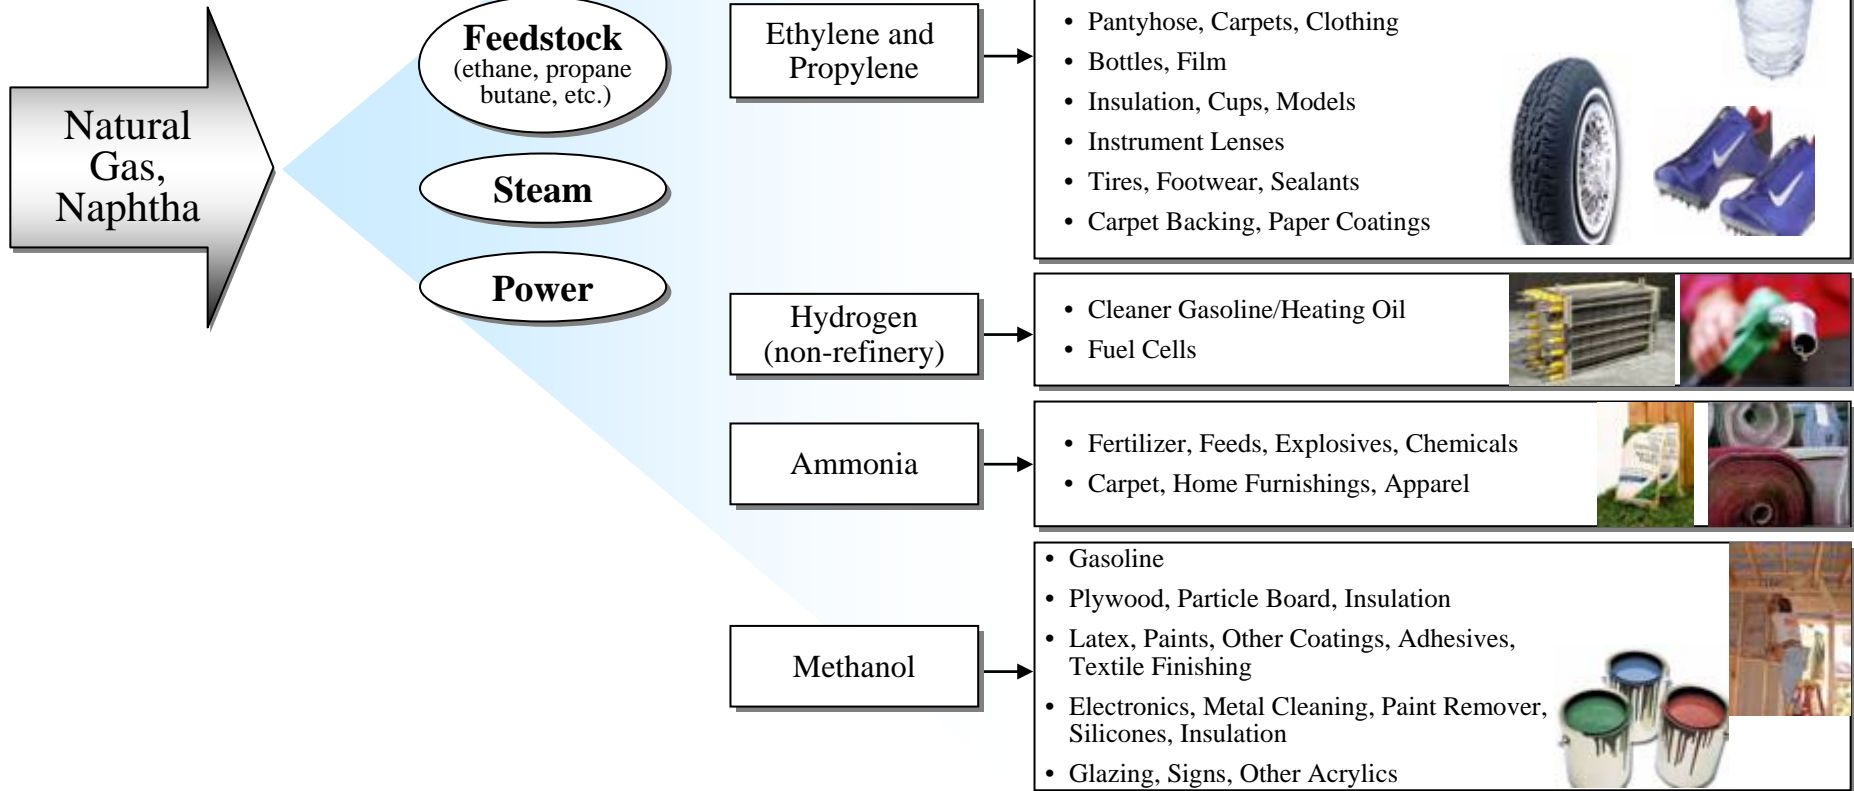 Natural
Gas,
Naphtha
Feedstock
(ethane, propane
butane, etc.)
Steam
Power
Ethylene and
Propylene
• Pantyhose, Carpets, Clothing
• Bottles, Film
• Insulation, Cups, Models
• Instrument Lenses
• Tires, Footwear, Sealants
• Carpet Backing, Paper Coatings
Hydrogen
(non-refinery)
• Cleaner Gasoline/Heating Oil
• Fuel Cells
Ammonia
• Fertilizer, Feeds, Explosives, Chemicals
• Carpet, Home Furnishings, Apparel
Methanol
• Gasoline
• Plywood, Particle Board, Insulation
• Latex, Paints, Other Coatings, Adhesives,
Textile Finishing
• Electronics, Metal Cleaning, Paint Remover,
Silicones, Insulation
• Glazing, Signs, Other Acrylics